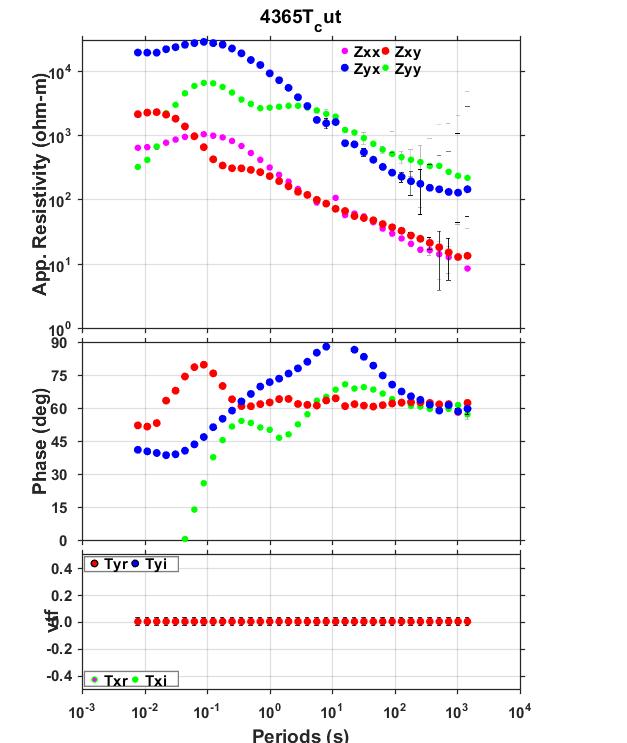 4365T_cut
Zxx Zxy
Zyx Zyy
App. Resistivity (ohm-m)
10^4
10^3
10^2
10^1
10^0
Phase (deg)
90
75
60
45
30
15
0
Tyr Tyi
vtf
0.4
0.2
0.0
-0.2
-0.4
Txr Txi
10^-3 10^-2 10^-1 10^0 10^1 10^2 10^3 10^4
Periods (s)